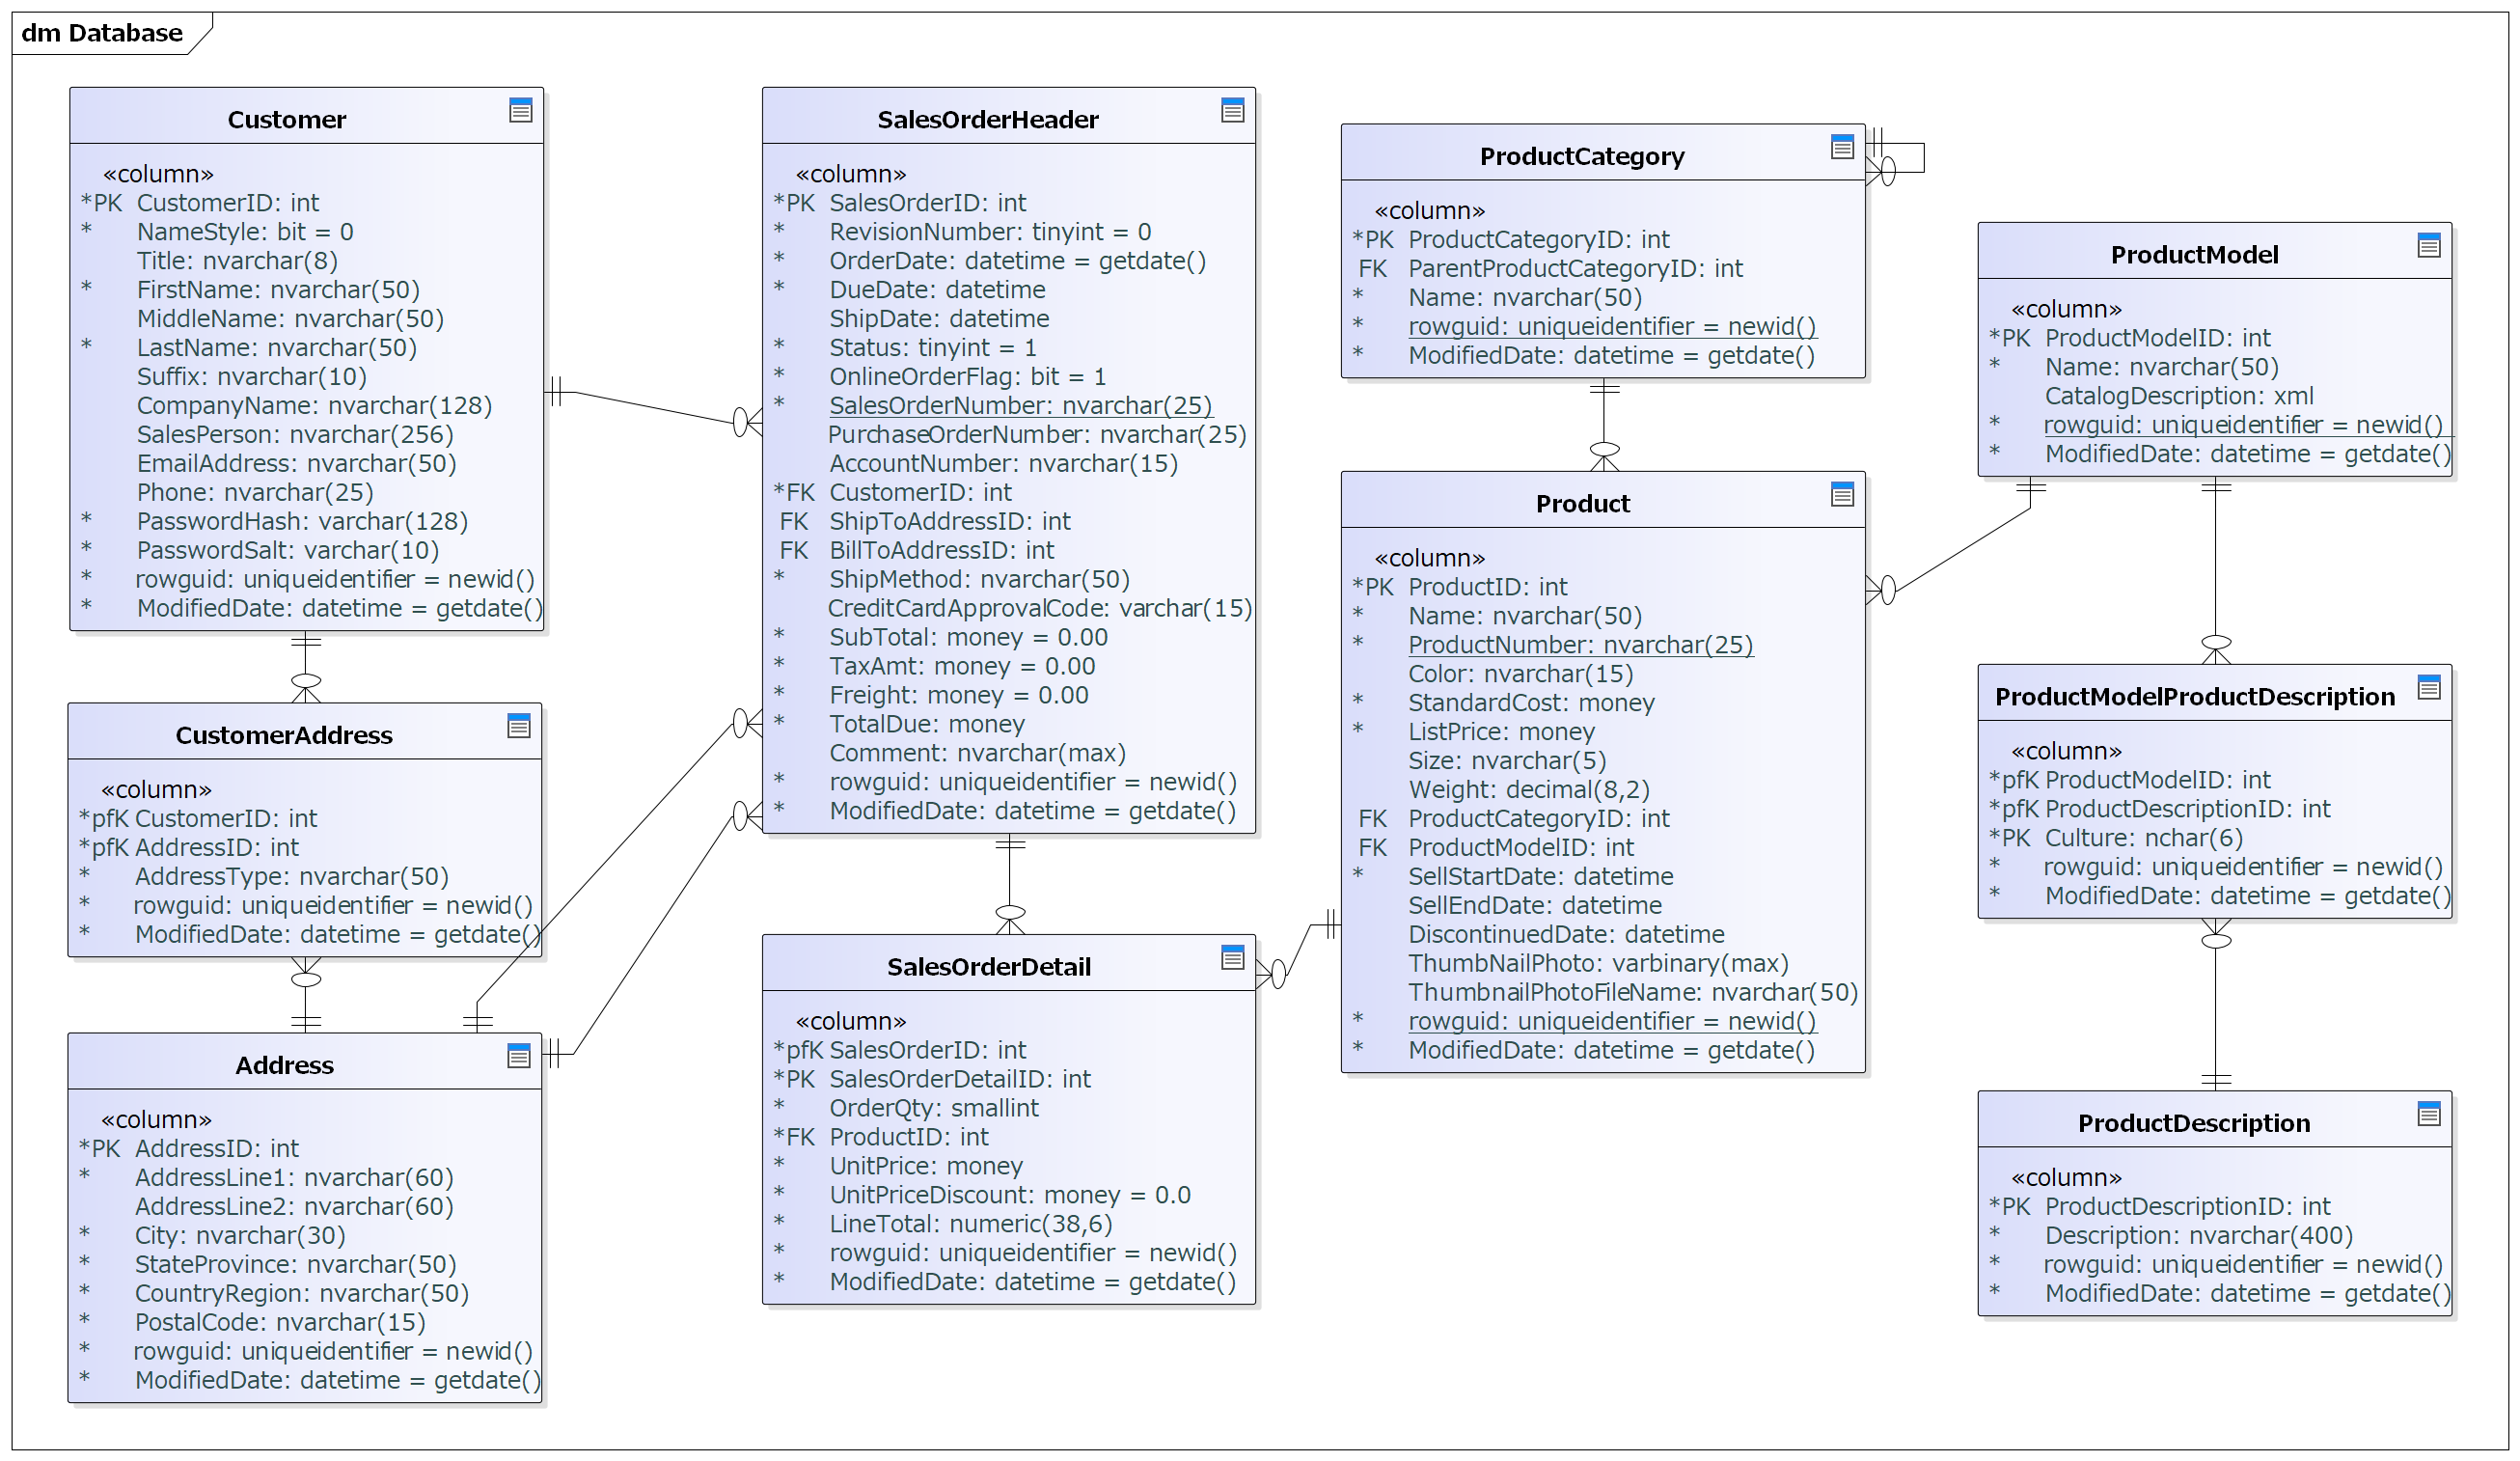 dm Database
Customer
«column»
*PK CustomerID: int
* NameStyle: bit = 0
Title: nvarchar(8)
* FirstName: nvarchar(50)
MiddleName: nvarchar(50)
* LastName: nvarchar(50)
Suffix: nvarchar(10)
CompanyName: nvarchar(128)
SalesPerson: nvarchar(256)
EmailAddress: nvarchar(50)
Phone: nvarchar(25)
* PasswordHash: varchar(128)
* PasswordSalt: varchar(10)
* rowguid: uniqueidentifier = newid()
* ModifiedDate: datetime = getdate()
CustomerAddress
«column»
*pfK CustomerID: int
*pfK AddressID: int
* AddressType: nvarchar(50)
* rowguid: uniqueidentifier = newid()
* ModifiedDate: datetime = getdate()
Address
«column»
*PK AddressID: int
* AddressLine1: nvarchar(60)
AddressLine2: nvarchar(60)
* City: nvarchar(30)
* StateProvince: nvarchar(50)
* CountryRegion: nvarchar(50)
* PostalCode: nvarchar(15)
* rowguid: uniqueidentifier = newid()
* ModifiedDate: datetime = getdate()
SalesOrderHeader
«column»
*PK SalesOrderID: int
* RevisionNumber: tinyint = 0
* OrderDate: datetime = getdate()
* DueDate: datetime
ShipDate: datetime
* Status: tinyint = 1
* OnlineOrderFlag: bit = 1
* SalesOrderNumber: nvarchar(25)
PurchaseOrderNumber: nvarchar(25)
AccountNumber: nvarchar(15)
*FK CustomerID: int
FK ShipToAddressID: int
FK BillToAddressID: int
* ShipMethod: nvarchar(50)
CreditCardApprovalCode: varchar(15)
* SubTotal: money = 0.00
* TaxAmt: money = 0.00
* Freight: money = 0.00
* TotalDue: money
Comment: nvarchar(max)
* rowguid: uniqueidentifier = newid()
* ModifiedDate: datetime = getdate()
SalesOrderDetail
«column»
*pfK SalesOrderID: int
*PK SalesOrderDetailID: int
* OrderQty: smallint
*FK ProductID: int
* UnitPrice: money
* UnitPriceDiscount: money = 0.0
* LineTotal: numeric(38,6)
* rowguid: uniqueidentifier = newid()
* ModifiedDate: datetime = getdate()
ProductCategory
«column»
*PK ProductCategoryID: int
FK ParentProductCategoryID: int
* Name: nvarchar(50)
* rowguid: uniqueidentifier = newid()
* ModifiedDate: datetime = getdate()
Product
«column»
*PK ProductID: int
* Name: nvarchar(50)
* ProductNumber: nvarchar(25)
Color: nvarchar(15)
* StandardCost: money
* ListPrice: money
Size: nvarchar(5)
Weight: decimal(8,2)
FK ProductCategoryID: int
FK ProductModelID: int
* SellStartDate: datetime
SellEndDate: datetime
DiscontinuedDate: datetime
ThumbNailPhoto: varbinary(max)
ThumbnailPhotoFileName: nvarchar(50)
* rowguid: uniqueidentifier = newid()
* ModifiedDate: datetime = getdate()
ProductModel
«column»
*PK ProductModelID: int
* Name: nvarchar(50)
CatalogDescription: xml
* rowguid: uniqueidentifier = newid()
* ModifiedDate: datetime = getdate()
ProductModelProductDescription
«column»
*pfK ProductModelID: int
*pfK ProductDescriptionID: int
*PK Culture: nchar(6)
* rowguid: uniqueidentifier = newid()
* ModifiedDate: datetime = getdate()
ProductDescription
«column»
*PK ProductDescriptionID: int
* Description: nvarchar(400)
* rowguid: uniqueidentifier = newid()
* ModifiedDate: datetime = getdate()